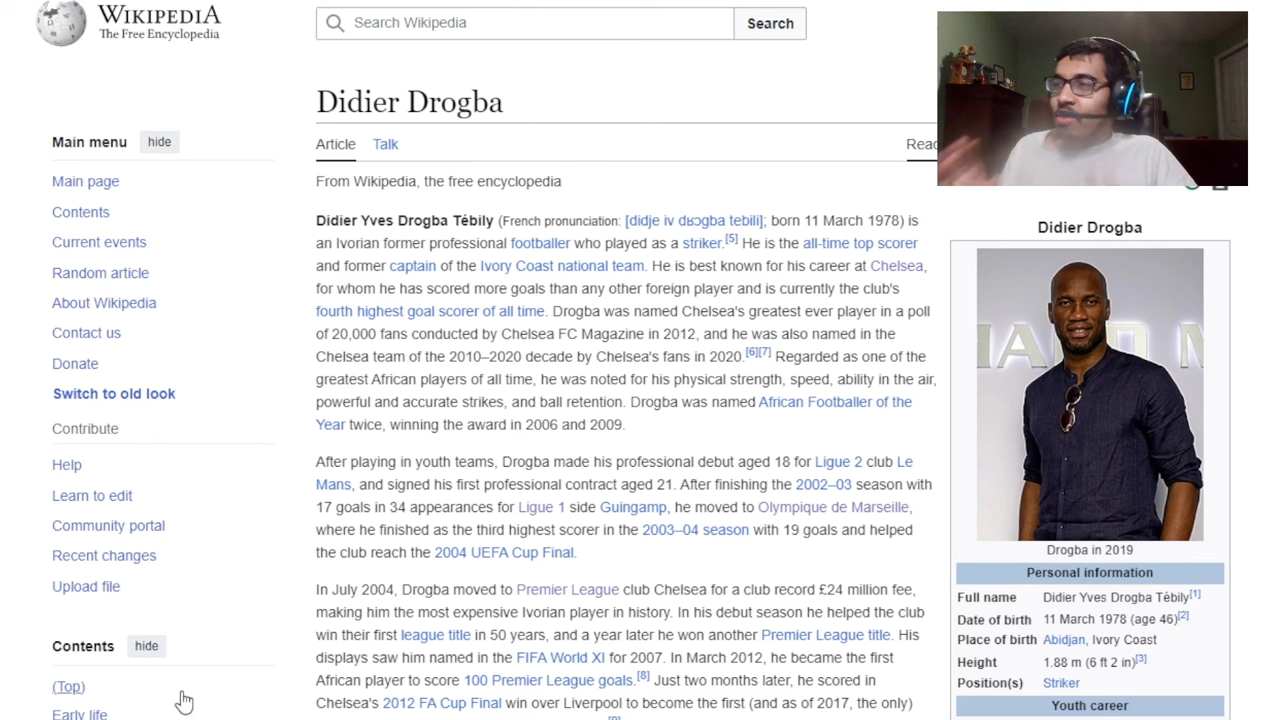 WIKIPEDIA
The Free Encyclopedia
Search Wikipedia
Search
Didier Drogba
Main menu
hide
Article
Talk
Read
Main page
From Wikipedia, the free encyclopedia
Contents
Current events
Random article
About Wikipedia
Contact us
Donate
Switch to old look
Contribute
Help
Learn to edit
Community portal
Recent changes
Upload file
Contents
hide
(Top)
Early life
Didier Yves Drogba Tébily (French pronunciation: [didje iv dʁɔɡba tebili]; born 11 March 1978) is
an Ivorian former professional footballer who played as a striker.[5] He is the all-time top scorer
and former captain of the Ivory Coast national team. He is best known for his career at Chelsea,
for whom he has scored more goals than any other foreign player and is currently the club's
fourth highest goal scorer of all time. Drogba was named Chelsea's greatest ever player in a poll
of 20,000 fans conducted by Chelsea FC Magazine in 2012, and he was also named in the
Chelsea team of the 2010–2020 decade by Chelsea's fans in 2020.[6][7] Regarded as one of the
greatest African players of all time, he was noted for his physical strength, speed, ability in the air,
powerful and accurate strikes, and ball retention. Drogba was named African Footballer of the
Year twice, winning the award in 2006 and 2009.
After playing in youth teams, Drogba made his professional debut aged 18 for Ligue 2 club Le
Mans, and signed his first professional contract aged 21. After finishing the 2002–03 season with
17 goals in 34 appearances for Ligue 1 side Guingamp, he moved to Olympique de Marseille,
where he finished as the third highest scorer in the 2003–04 season with 19 goals and helped
the club reach the 2004 UEFA Cup Final.
In July 2004, Drogba moved to Premier League club Chelsea for a club record £24 million fee,
making him the most expensive Ivorian player in history. In his debut season he helped the club
win their first league title in 50 years, and a year later he won another Premier League title. His
displays saw him named in the FIFA World XI for 2007. In March 2012, he became the first
African player to score 100 Premier League goals.[8] Just two months later, he scored in
Chelsea's 2012 FA Cup Final win over Liverpool to become the first (and as of 2017, the only)
Didier Drogba
Drogba in 2019
Personal information
Full name Didier Yves Drogba Tébily[1]
Date of birth 11 March 1978 (age 46)[2]
Place of birth Abidjan, Ivory Coast
Height 1.88 m (6 ft 2 in)[3]
Position(s) Striker
Youth career